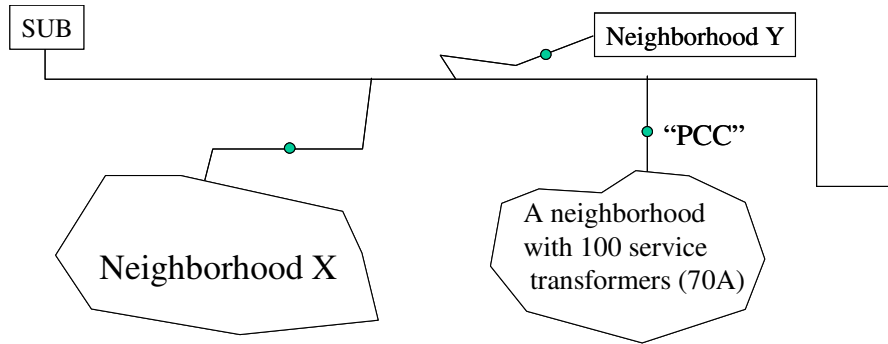 SUB
Neighborhood Y
“PCC”
A neighborhood
with 100 service
transformers (70A)
Neighborhood X